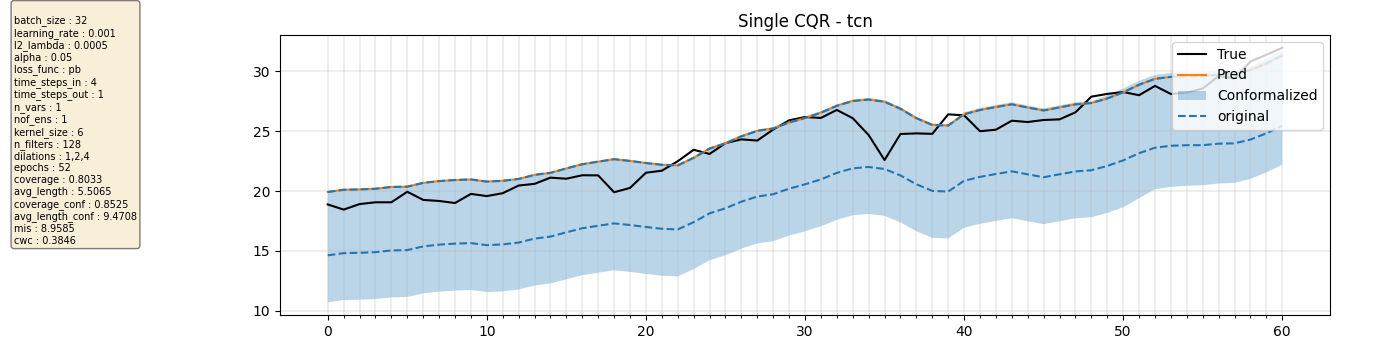 batch_size : 32
learning_rate : 0.001
l2_lambda : 0.0005
alpha : 0.05
loss_func : pb
time_steps_in : 4
time_steps_out : 1
n_vars : 1
nof_ens : 1
kernel_size : 6
n_filters : 128
dilations : 1,2,4
epochs : 52
coverage : 0.8033
avg_length : 5.5065
coverage_conf : 0.8525
avg_length_conf : 9.4708
mis : 8.9585
cwc : 0.3846
Single CQR - tcn
True
Pred
Conformalized
original
30
25
20
15
10
0 10 20 30 40 50 60